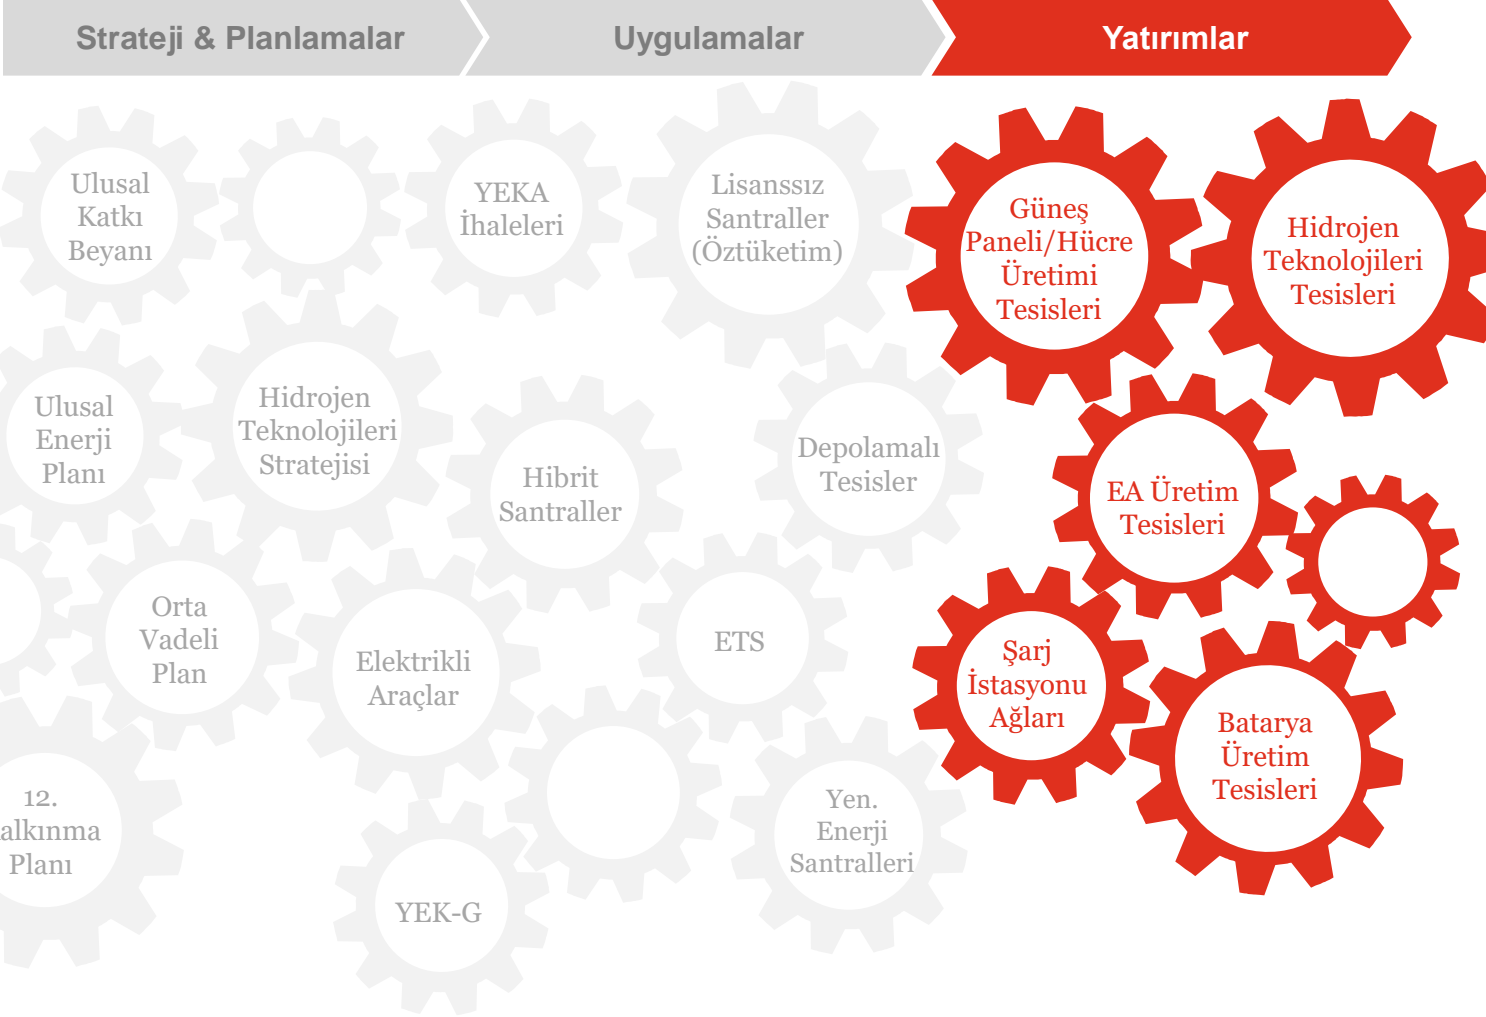 Strateji & Planlamalar
Uygulamalar
Yatırımlar
Ulusal
Katkı
Beyanı
YEKA
İhaleleri
Lisanssız
Santraller
(Öztüketim)
Güneş
Paneli/Hücre
Üretimi
Tesisleri
Hidrojen
Teknolojileri
Tesisleri
Ulusal
Enerji
Planı
Hidrojen
Teknolojileri
Stratejisi
Hibrit
Santraller
Depolamalı
Tesisler
EA Üretim
Tesisleri
Orta
Vadeli
Plan
Elektrikli
Araçlar
ETS
Şarj
İstasyonu
Ağları
Batarya
Üretim
Tesisleri
12.
alkınma
Planı
YEK-G
Yen.
Enerji
Santralleri